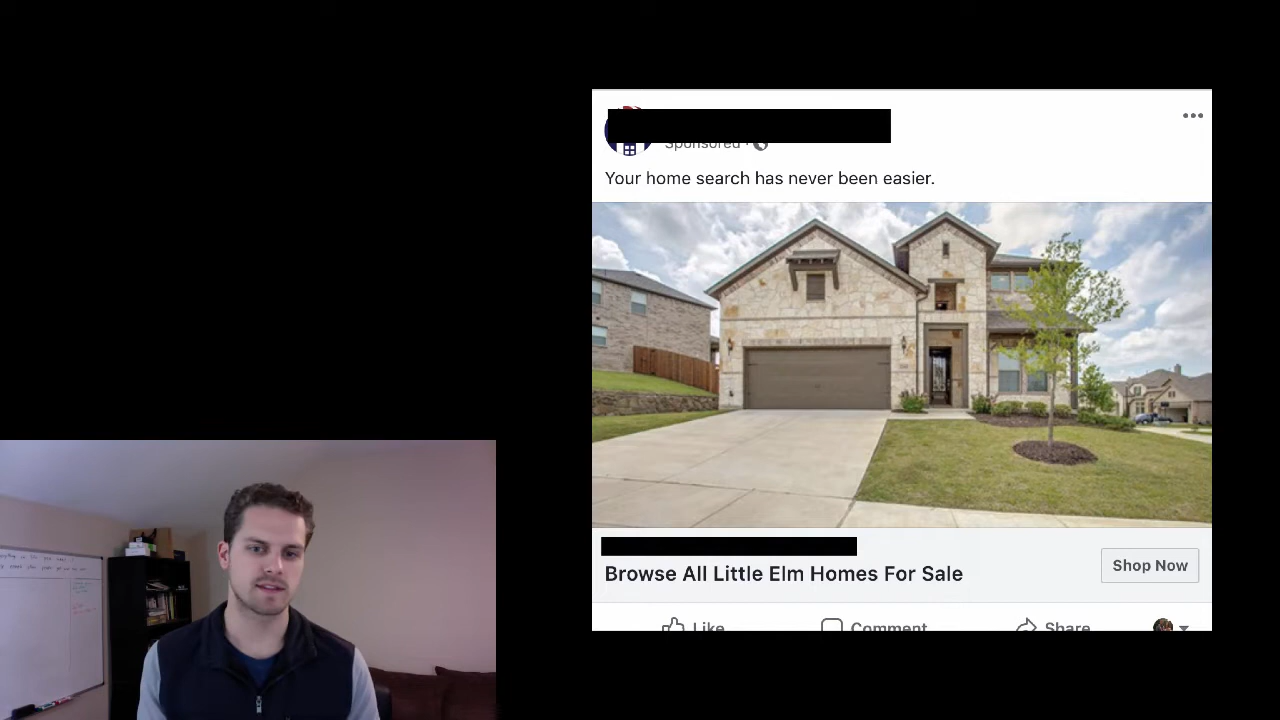 Sponsored ·
Your home search has never been easier.
Browse All Little Elm Homes For Sale
Shop Now
Like
Comment
Share